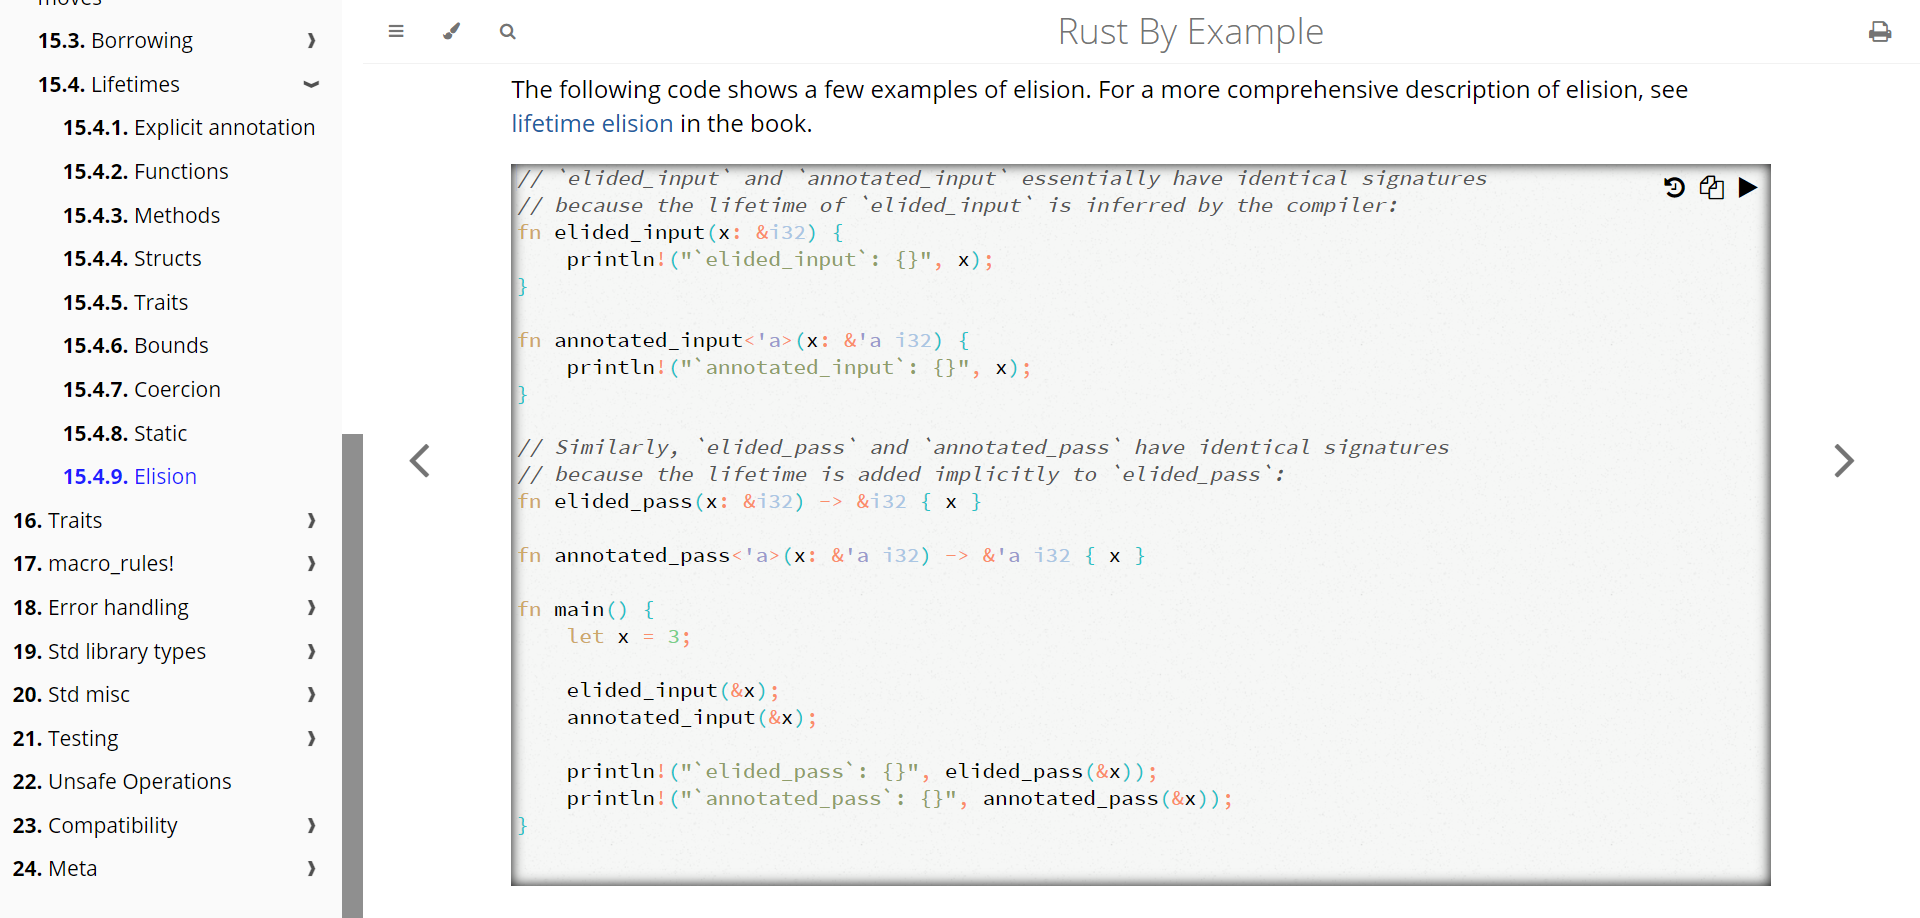 moves
15.3. Borrowing
15.4. Lifetimes
15.4.1. Explicit annotation
15.4.2. Functions
15.4.3. Methods
15.4.4. Structs
15.4.5. Traits
15.4.6. Bounds
15.4.7. Coercion
15.4.8. Static
15.4.9. Elision
16. Traits
17. macro_rules!
18. Error handling
19. Std library types
20. Std misc
21. Testing
22. Unsafe Operations
23. Compatibility
24. Meta
Rust By Example
The following code shows a few examples of elision. For a more comprehensive description of elision, see
lifetime elision in the book.
// `elided_input` and `annotated_input` essentially have identical signatures
// because the lifetime of `elided_input` is inferred by the compiler:
fn elided_input(x: &i32) {
    println!("`elided_input`: {}", x);
}
fn annotated_input<'a>(x: &'a i32) {
    println!("`annotated_input`: {}", x);
}
// Similarly, `elided_pass` and `annotated_pass` have identical signatures
// because the lifetime is added implicitly to `elided_pass`:
fn elided_pass(x: &i32) -> &i32 { x }
fn annotated_pass<'a>(x: &'a i32) -> &'a i32 { x }
fn main() {
    let x = 3;
    elided_input(&x);
    annotated_input(&x);
    println!("`elided_pass`: {}", elided_pass(&x));
    println!("`annotated_pass`: {}", annotated_pass(&x));
}